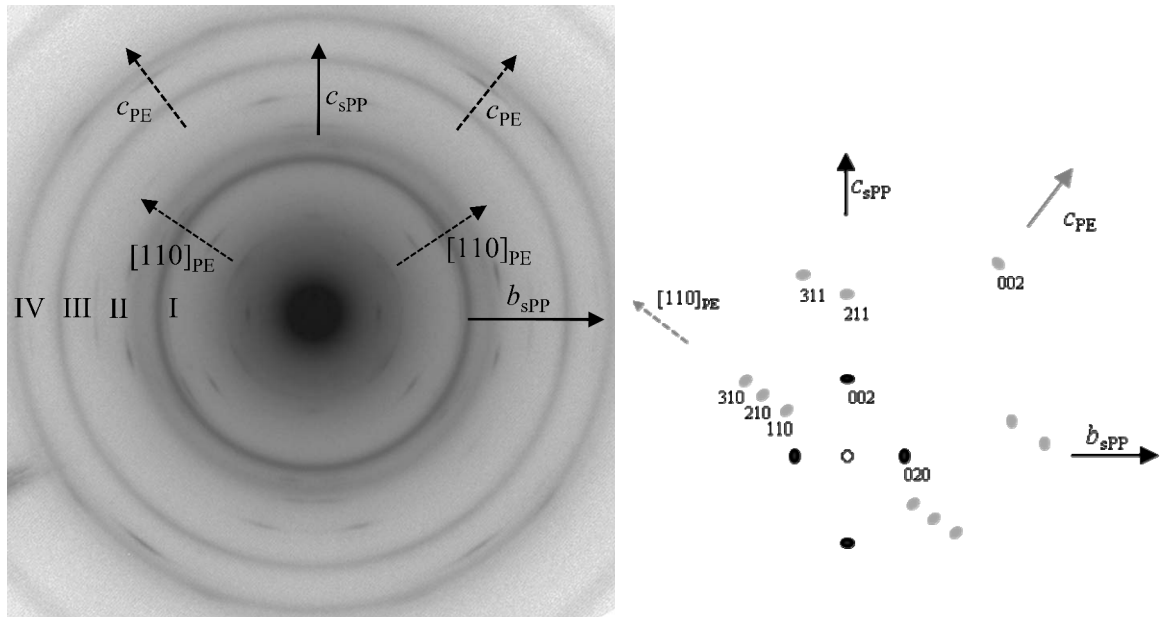 c_PE
c_sPP
c_PE
[110]_PE
[110]_PE
IV III II I
b_sPP
c_sPP
c_PE
002
311
211
[110]_PE
002
310
210
110
b_sPP
020